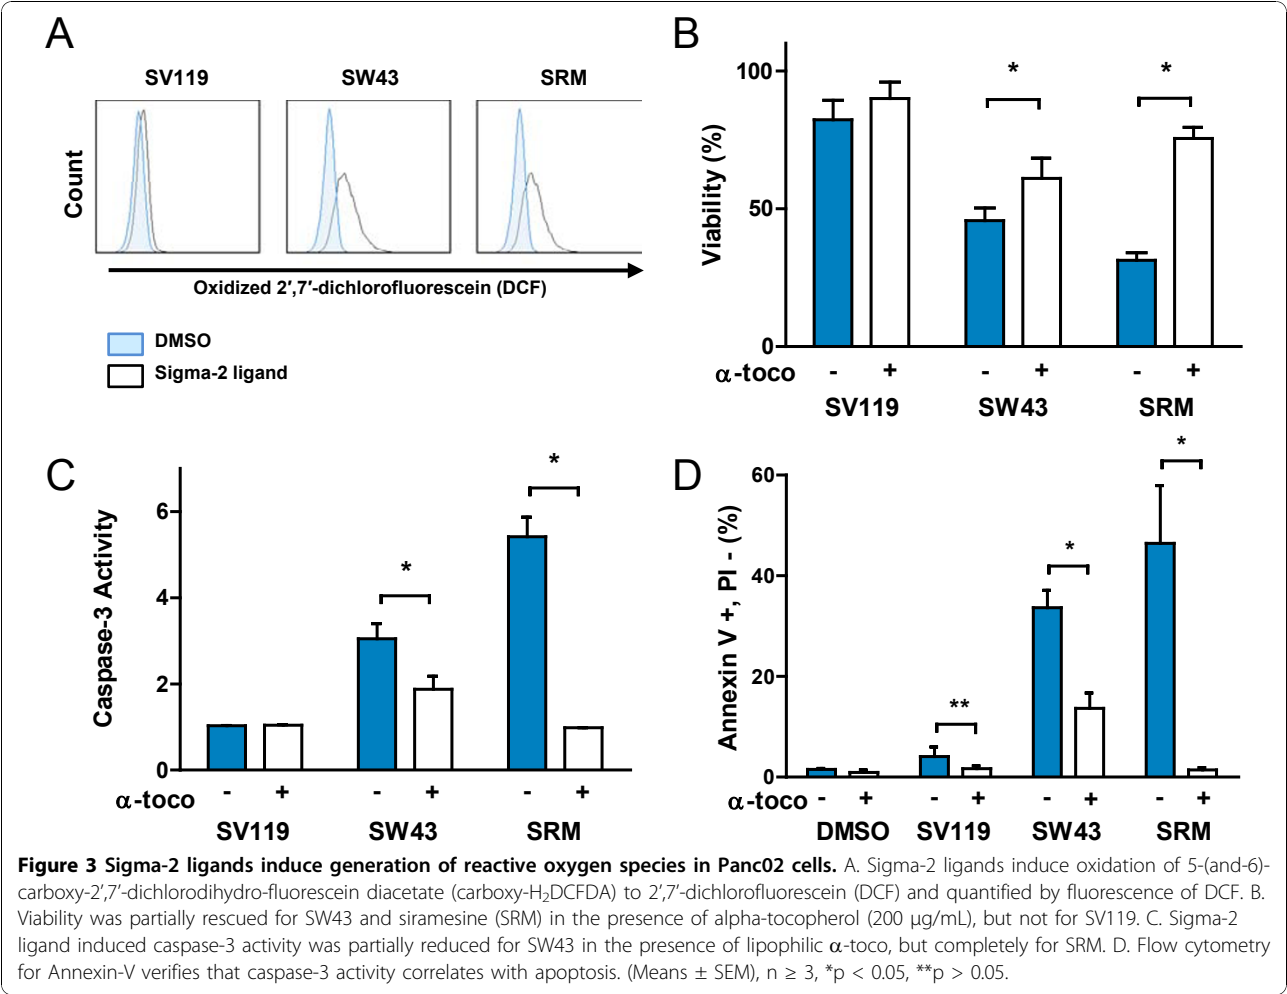 A
SV119
SW43
SRM
Count
Oxidized 2′,7′-dichlorofluorescein (DCF)
DMSO
Sigma-2 ligand
B
Viability (%)
100
50
0
*
*
α-toco - + - + - +
SV119 SW43 SRM
C
Caspase-3 Activity
6
4
2
0
*
*
α-toco - + - + - +
SV119 SW43 SRM
D
Annexin V +, PI - (%)
60
40
20
0
**
*
*
α-toco - + - + - + - +
DMSO SV119 SW43 SRM
Figure 3 Sigma-2 ligands induce generation of reactive oxygen species in Panc02 cells. A. Sigma-2 ligands induce oxidation of 5-(and-6)-
carboxy-2′,7′-dichlorodihydro-fluorescein diacetate (carboxy-H₂DCFDA) to 2′,7′-dichlorofluorescein (DCF) and quantified by fluorescence of DCF. B.
Viability was partially rescued for SW43 and siramesine (SRM) in the presence of alpha-tocopherol (200 μg/mL), but not for SV119. C. Sigma-2
ligand induced caspase-3 activity was partially reduced for SW43 in the presence of lipophilic α-toco, but completely for SRM. D. Flow cytometry
for Annexin-V verifies that caspase-3 activity correlates with apoptosis. (Means ± SEM), n ≥ 3, *p < 0.05, **p > 0.05.